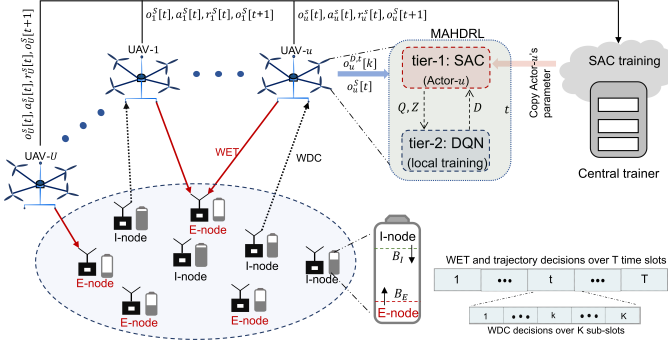 o_1^S[t], a_1^S[t], r_1^S[t], o_1^S[t+1]
o_u^s[t], a_u^s[t], r_u^s[t], o_u^S[t+1]
o_U^S[t], a_U^S[t], r_U^S[t], o_U^S[t+1]
UAV-1
UAV-u
UAV-U
o_u^{D,t}[k]
o_u^S[t]
MAHDRL
tier-1: SAC
(Actor-u)
Q, Z
D
t
tier-2: DQN
(local training)
Copy Actor-u's
parameter
SAC training
Central trainer
WET
WDC
I-node
E-node
I-node
I-node
I-node
E-node
E-node
E-node
I-node
B_I
B_E
E-node
WET and trajectory decisions over T time slots
1 ••• t ••• T
1 ••• k ••• K
WDC decisions over K sub-slots